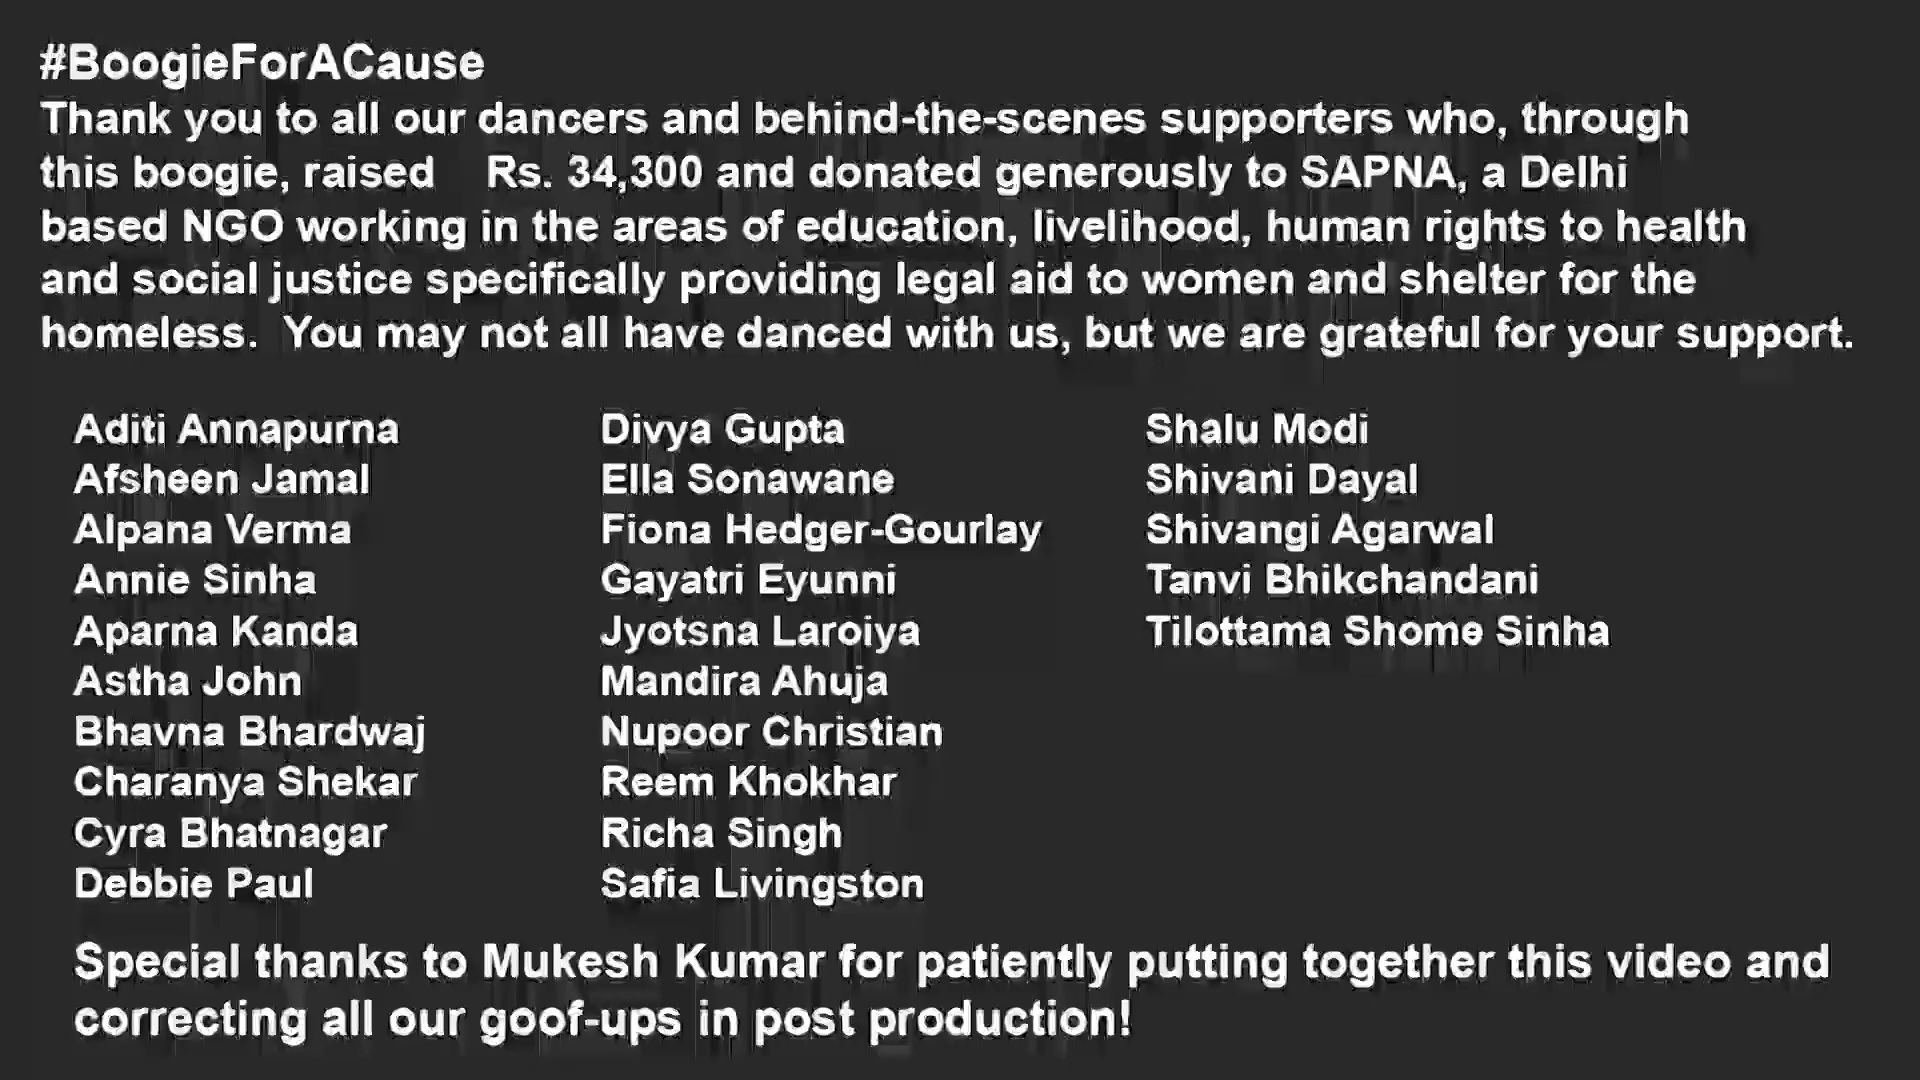 #BoogieForACause
Thank you to all our dancers and behind-the-scenes supporters who, through
this boogie, raised Rs. 34,300 and donated generously to SAPNA, a Delhi
based NGO working in the areas of education, livelihood, human rights to health
and social justice specifically providing legal aid to women and shelter for the
homeless. You may not all have danced with us, but we are grateful for your support.
Aditi Annapurna
Afsheen Jamal
Alpana Verma
Annie Sinha
Aparna Kanda
Astha John
Bhavna Bhardwaj
Charanya Shekar
Cyra Bhatnagar
Debbie Paul
Divya Gupta
Ella Sonawane
Fiona Hedger-Gourlay
Gayatri Eyunni
Jyotsna Laroiya
Mandira Ahuja
Nupoor Christian
Reem Khokhar
Richa Singh
Safia Livingston
Shalu Modi
Shivani Dayal
Shivangi Agarwal
Tanvi Bhikchandani
Tilottama Shome Sinha
Special thanks to Mukesh Kumar for patiently putting together this video and
correcting all our goof-ups in post production!